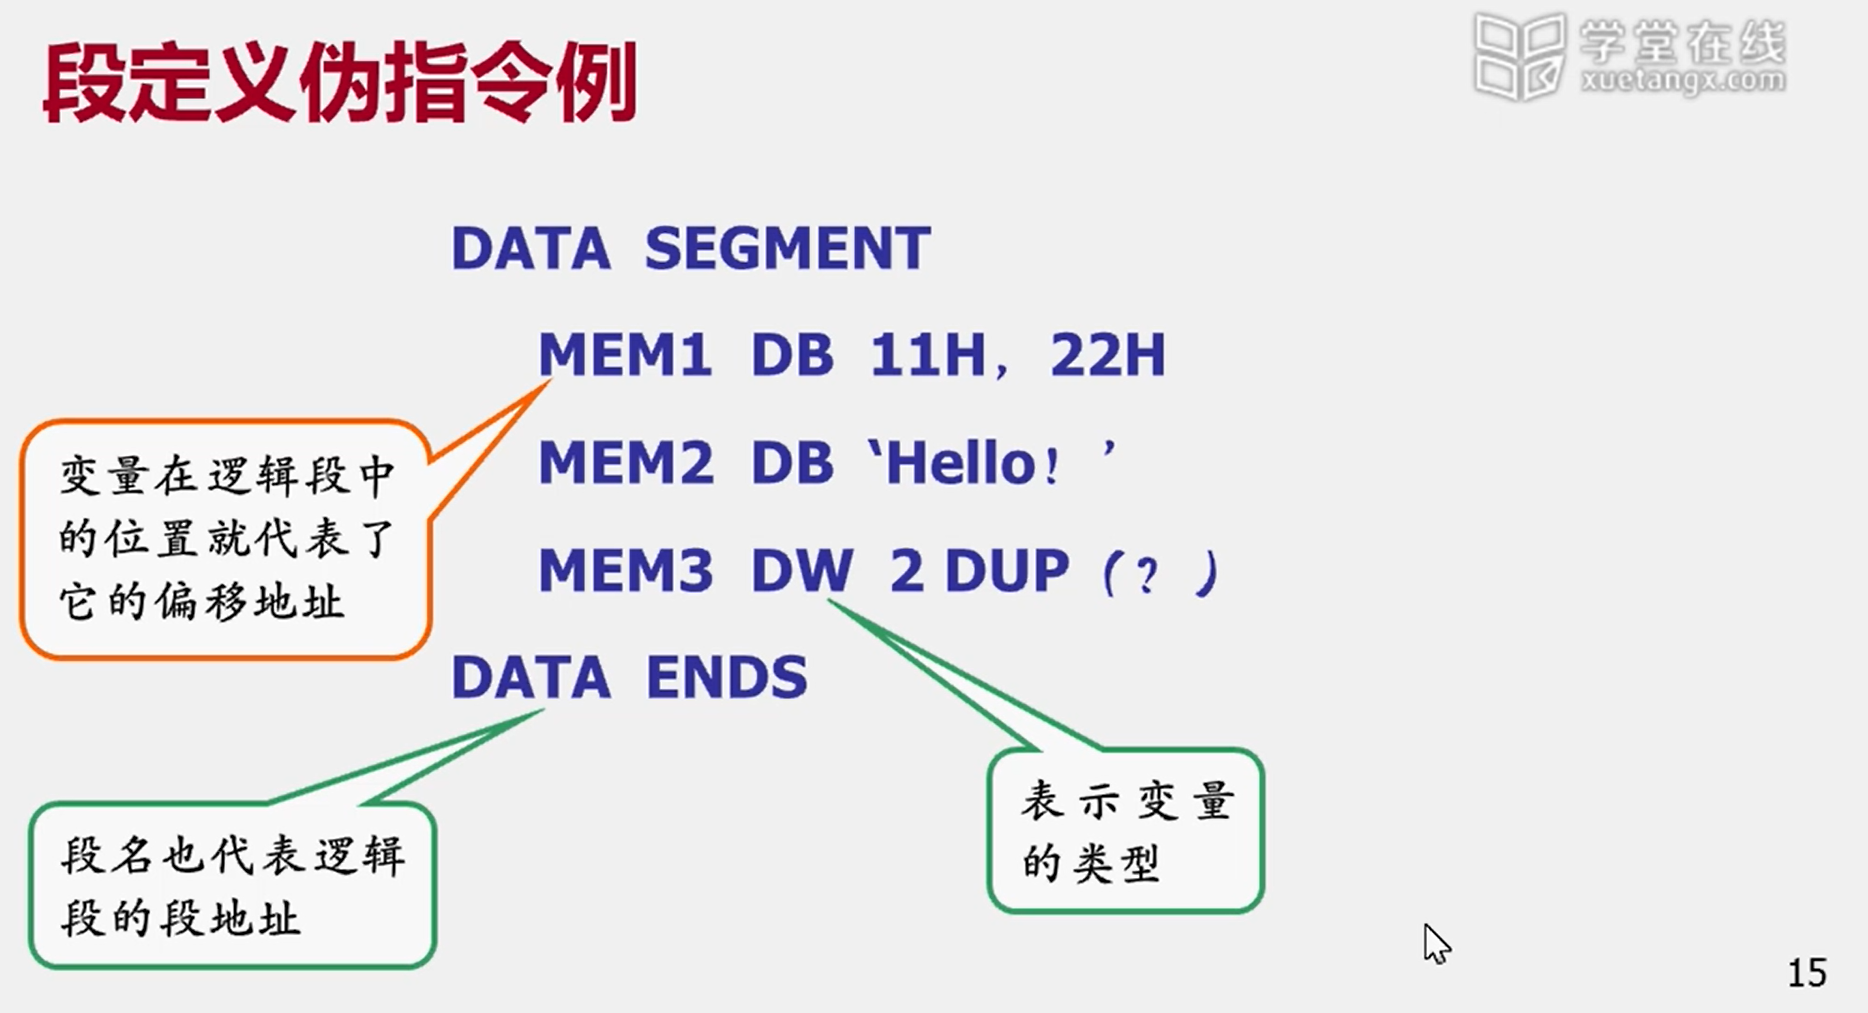 段定义伪指令例
学堂在线
xuetangx.com
DATA SEGMENT
MEM1 DB 11H，22H
MEM2 DB ‘Hello！’
MEM3 DW 2 DUP（？）
DATA ENDS
变量在逻辑段中
的位置就代表了
它的偏移地址
段名也代表逻辑
段的段地址
表示变量
的类型
15